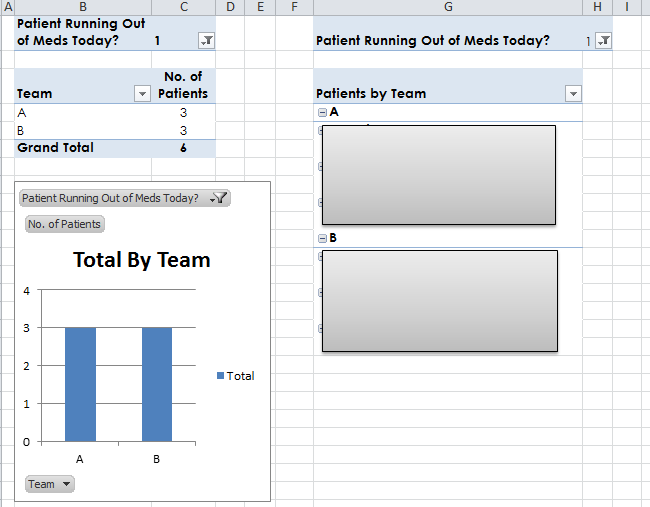 A B C D E F G H I
Patient Running Out
of Meds Today? 1
Patient Running Out of Meds Today? 1
No. of
Team Patients
Patients by Team
A 3
A
B 3
Grand Total 6
Patient Running Out of Meds Today?
No. of Patients
B
Total By Team
4
3
2
1
0
Total
A B
Team